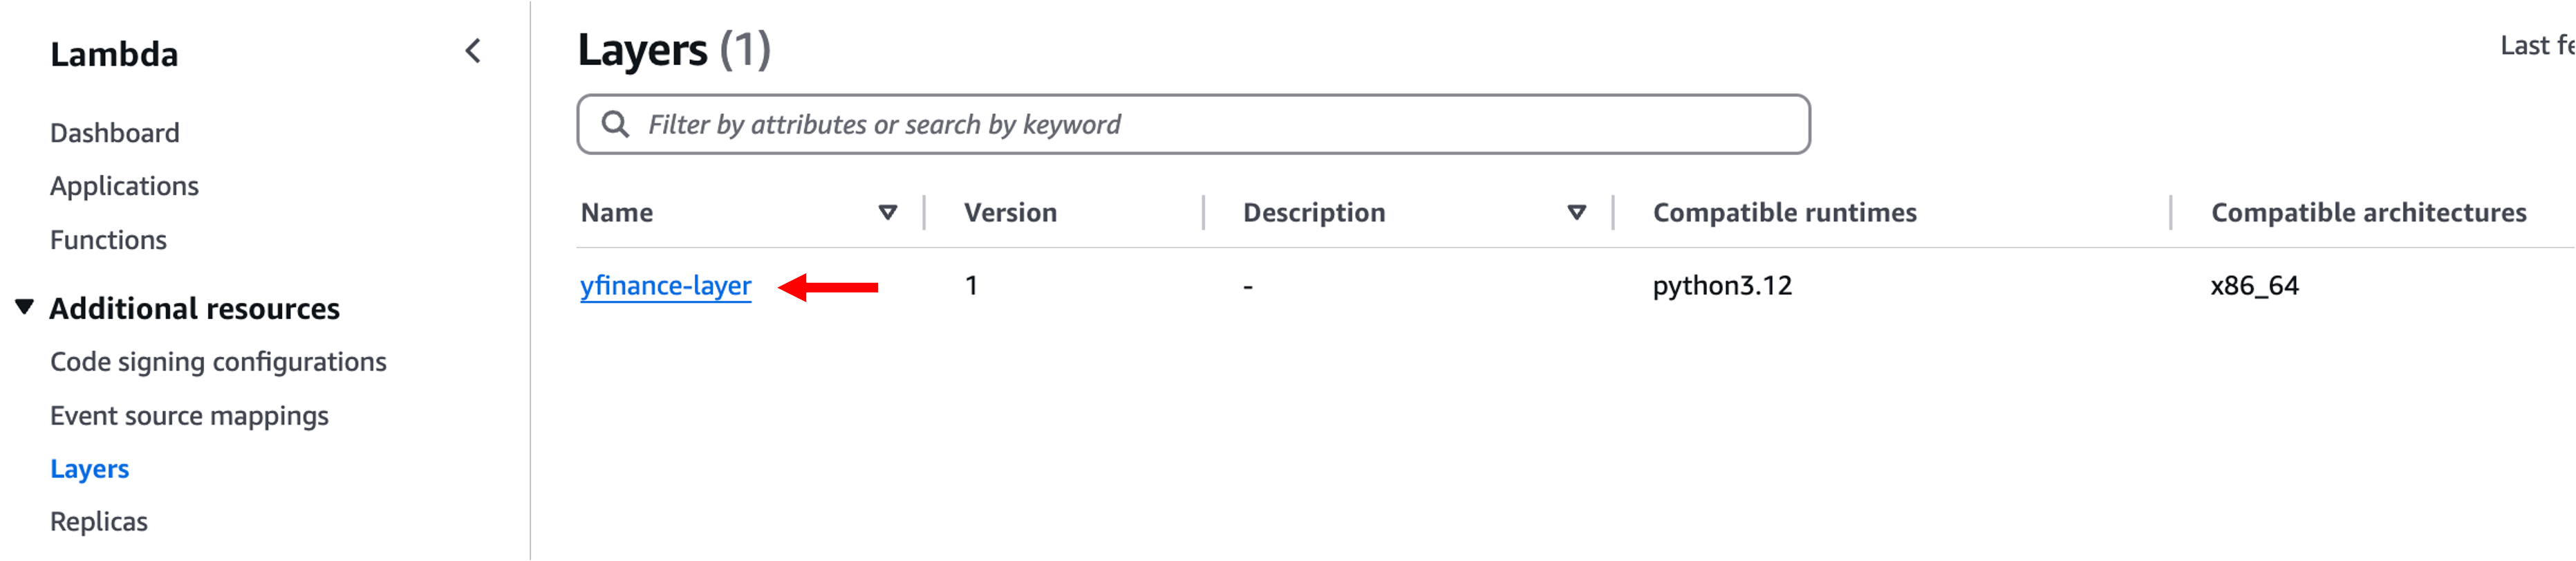 Lambda
Dashboard
Applications
Functions
Additional resources
Code signing configurations
Event source mappings
Layers
Replicas
Layers (1)
Last fe
Filter by attributes or search by keyword
Name Version Description Compatible runtimes Compatible architectures
yfinance-layer 1 - python3.12 x86_64